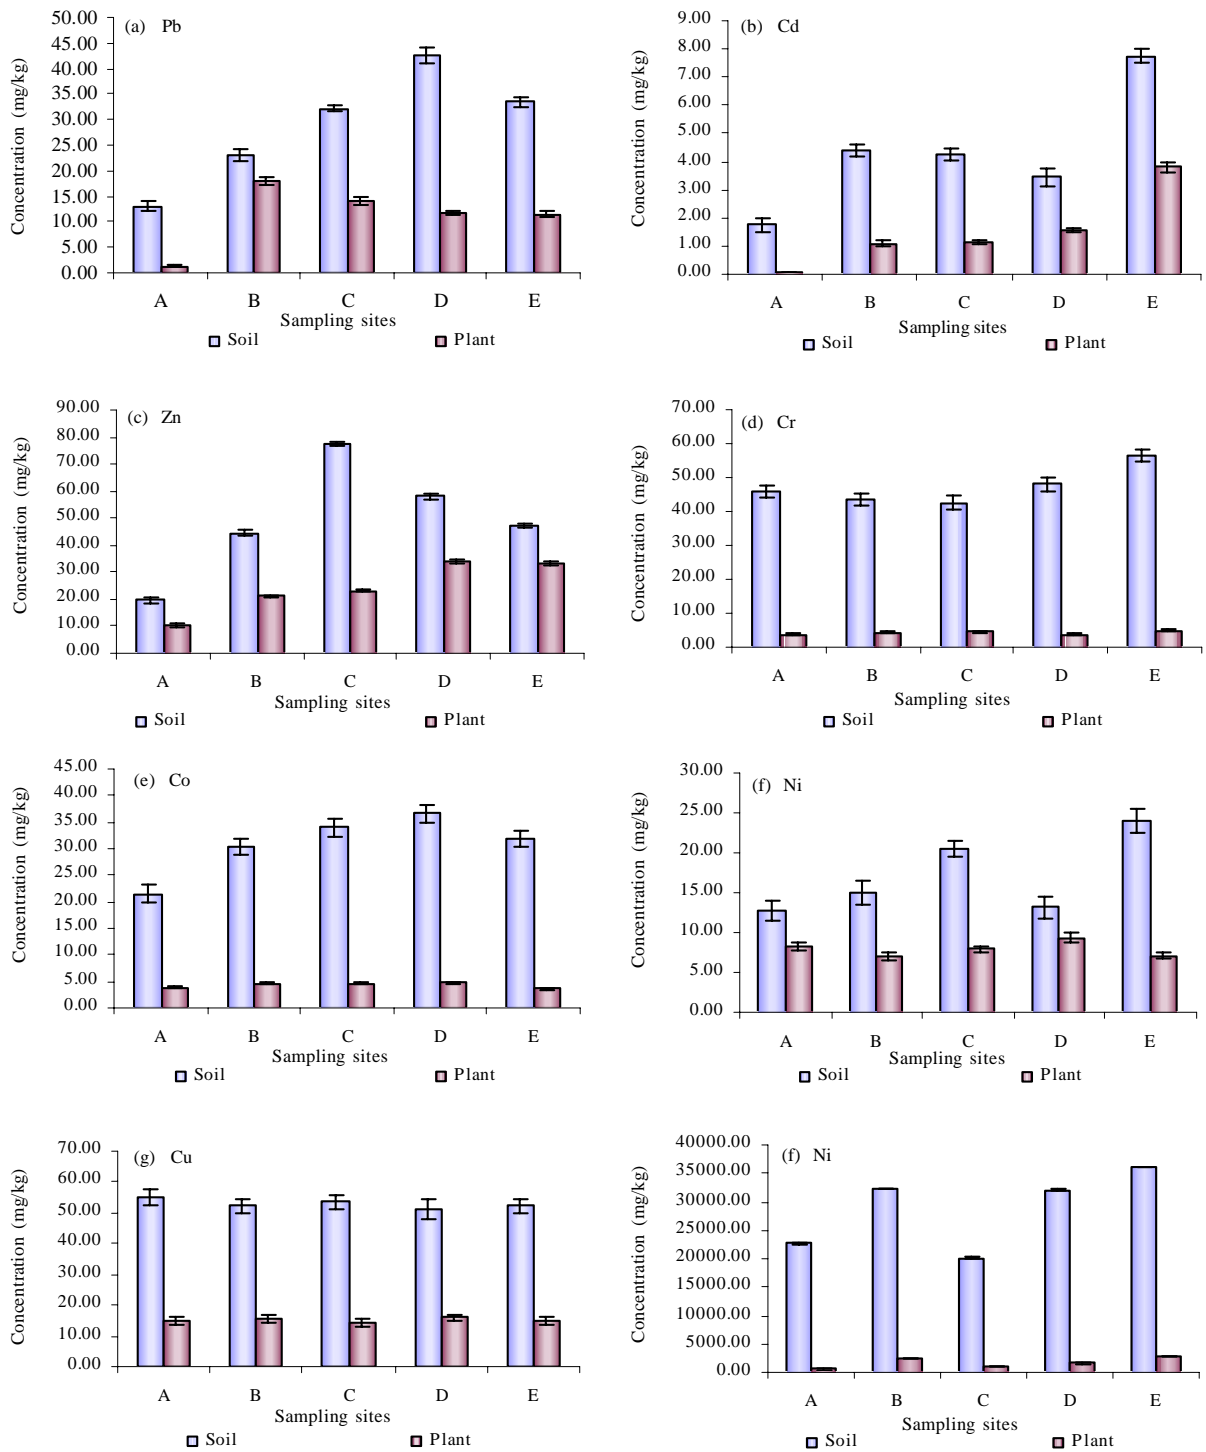 (a) Pb
Concentration (mg/kg)
50.00
45.00
40.00
35.00
30.00
25.00
20.00
15.00
10.00
5.00
0.00
A B C D E
Sampling sites
Soil Plant
(b) Cd
Concentration (mg/kg)
9.00
8.00
7.00
6.00
5.00
4.00
3.00
2.00
1.00
0.00
A B C D E
Sampling sites
Soil Plant
(c) Zn
Concentration (mg/kg)
90.00
80.00
70.00
60.00
50.00
40.00
30.00
20.00
10.00
0.00
A B C D E
Sampling sites
Soil Plant
(d) Cr
Concentration (mg/kg)
70.00
60.00
50.00
40.00
30.00
20.00
10.00
0.00
A B C D E
Sampling sites
Soil Plant
(e) Co
Concentration (mg/kg)
45.00
40.00
35.00
30.00
25.00
20.00
15.00
10.00
5.00
0.00
A B C D E
Sampling sites
Soil Plant
(f) Ni
Concentration (mg/kg)
30.00
25.00
20.00
15.00
10.00
5.00
0.00
A B C D E
Sampling sites
Soil Plant
(g) Cu
Concentration (mg/kg)
70.00
60.00
50.00
40.00
30.00
20.00
10.00
0.00
A B C D E
Sampling sites
Soil Plant
(f) Ni
Concentration (mg/kg)
40000.00
35000.00
30000.00
25000.00
20000.00
15000.00
10000.00
5000.00
0.00
A B C D E
Sampling sites
Soil Plant